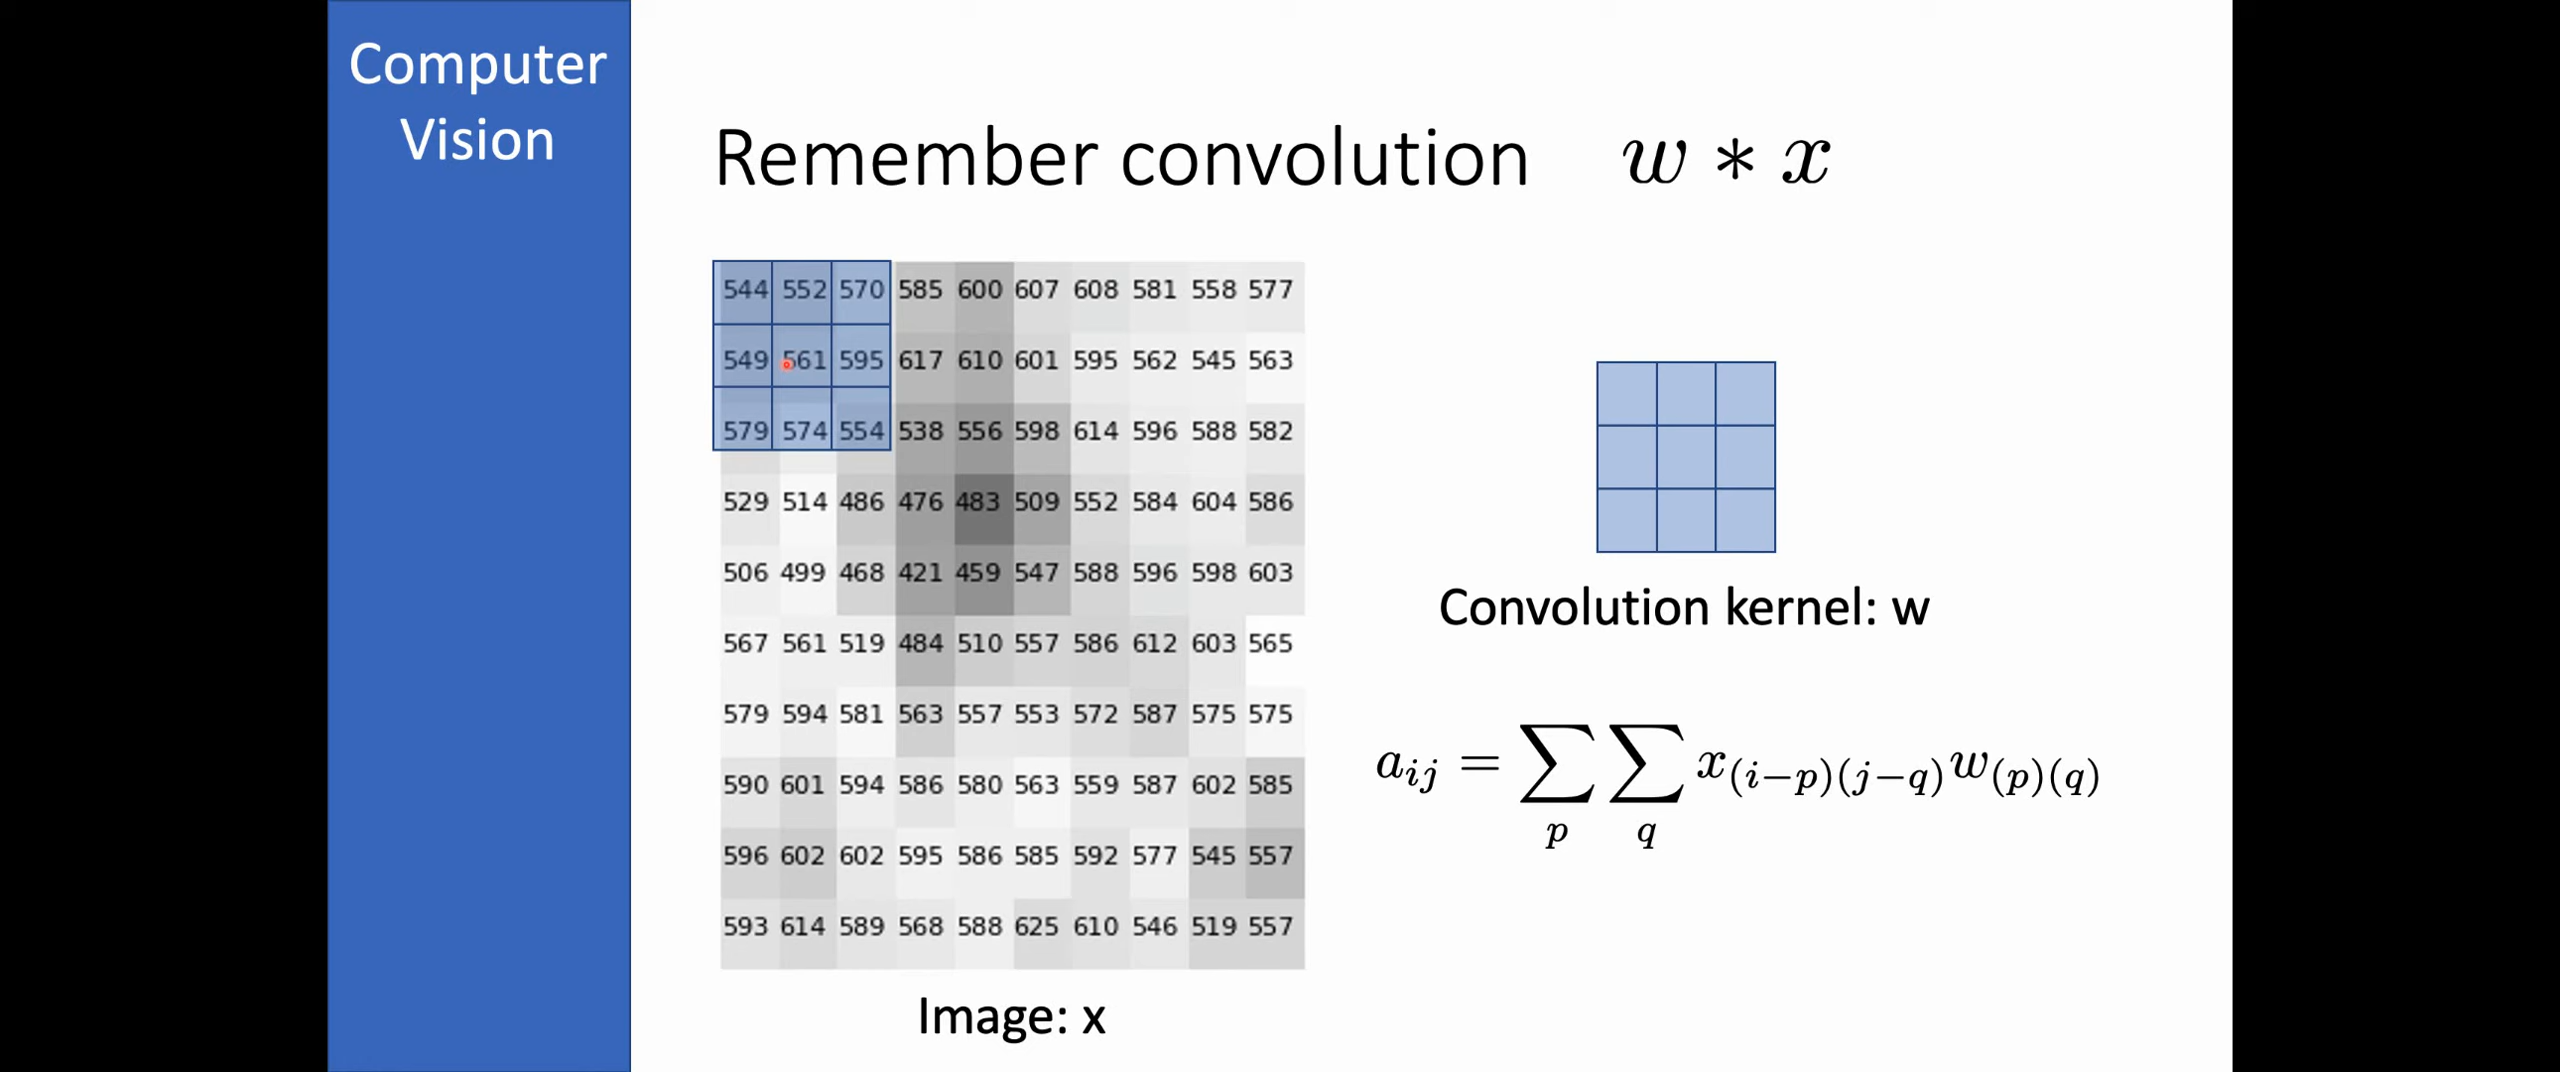 Computer
Vision
Remember convolution w ∗ x
544 552 570 585 600 607 608 581 558 577
549 561 595 617 610 601 595 562 545 563
579 574 554 538 556 598 614 596 588 582
529 514 486 476 483 509 552 584 604 586
506 499 468 421 459 547 588 596 598 603
567 561 519 484 510 557 586 612 603 565
579 594 581 563 557 553 572 587 575 575
590 601 594 586 580 563 559 587 602 585
596 602 602 595 586 585 592 577 545 557
593 614 589 568 588 625 610 546 519 557
Image: x
Convolution kernel: w
a_{ij} = ∑_p ∑_q x_{(i−p)(j−q)} w_{(p)(q)}